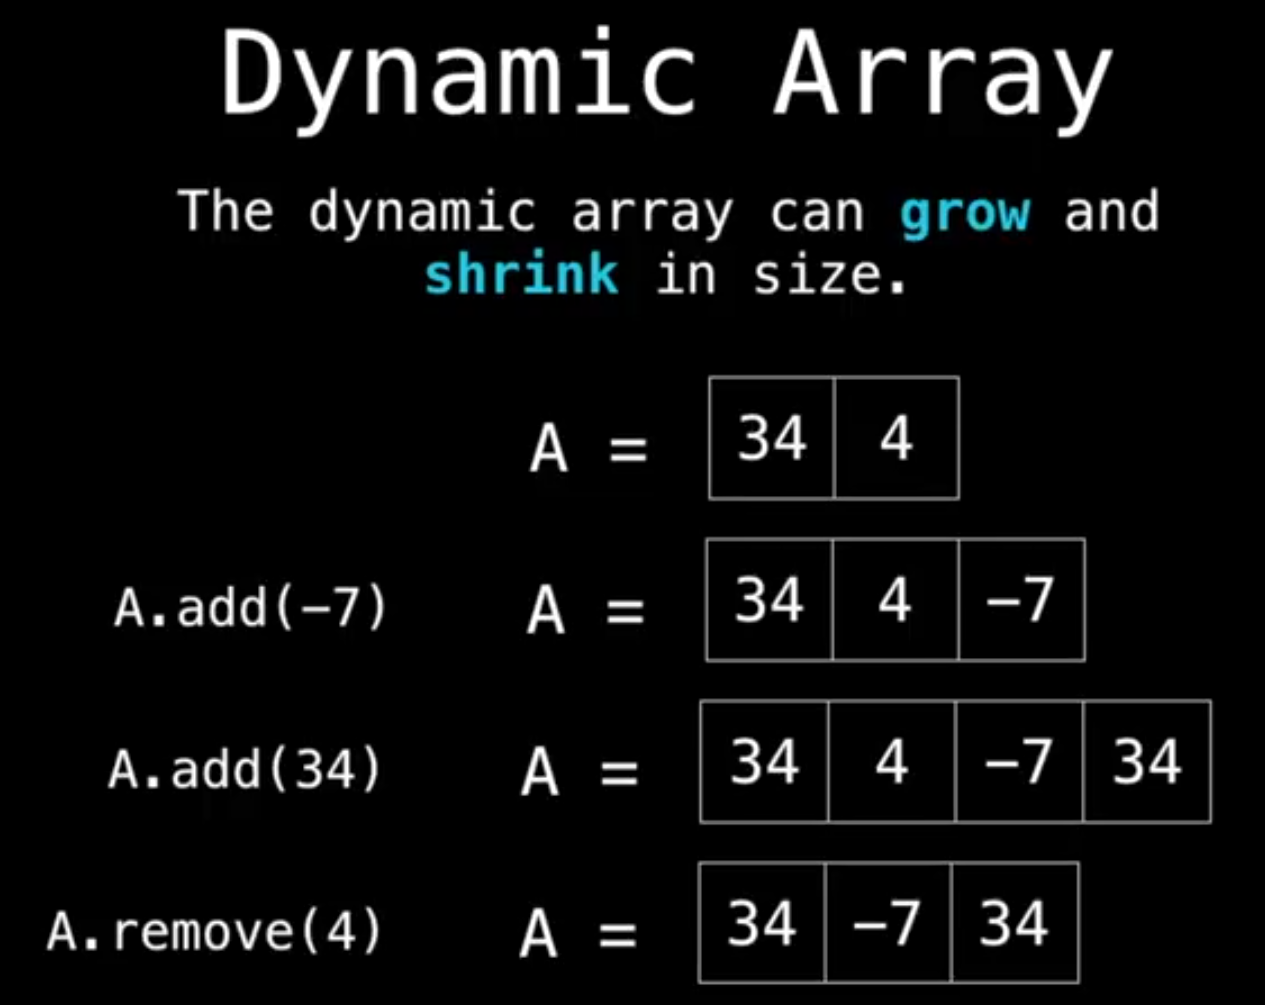 Dynamic Array
The dynamic array can grow and
shrink in size.
A = 34 4
A.add(−7) A = 34 4 −7
A.add(34) A = 34 4 −7 34
A.remove(4) A = 34 −7 34